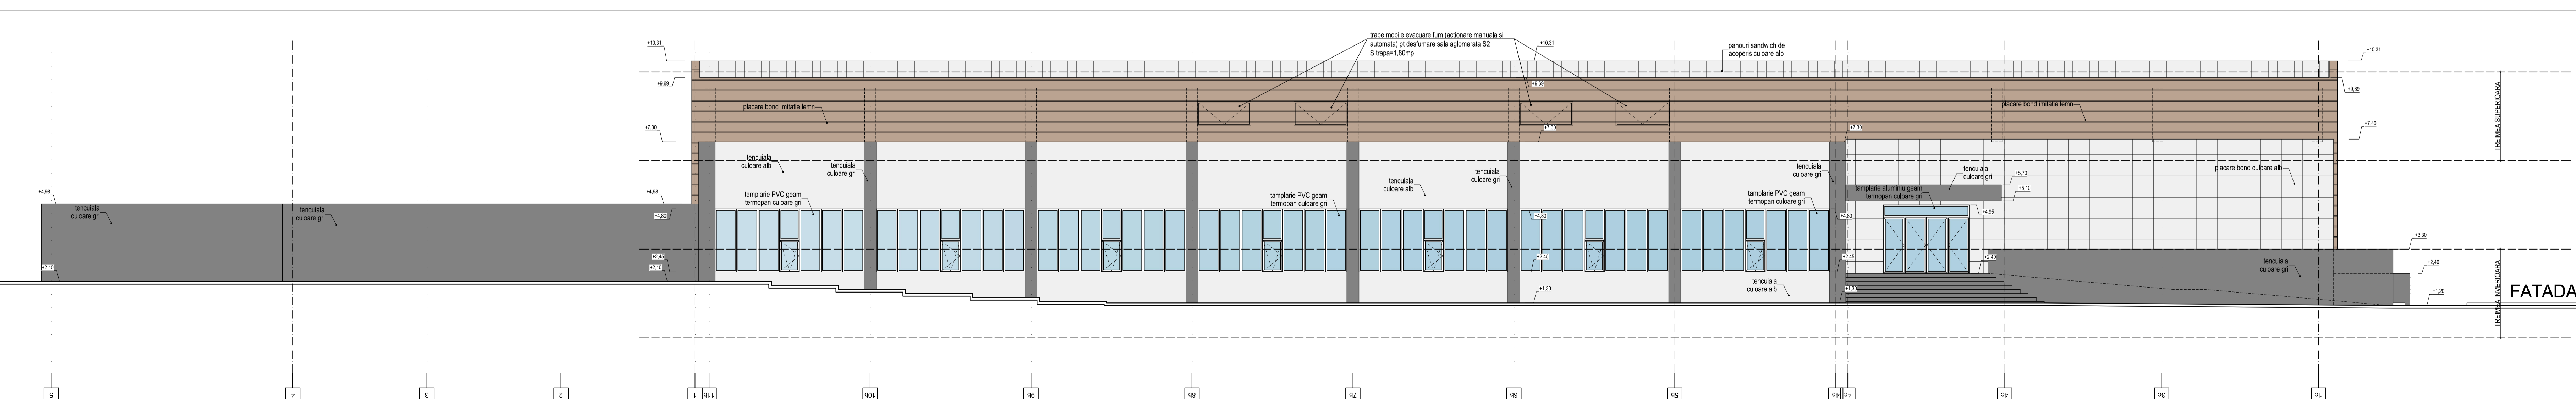 trape mobile evacuare fum (actionare manuala si
automata) pt desfumare sala aglomerata S2
S trapa=1.80mp
panouri sandwich de
acoperis culoare alb
+10,31
+10,31
+10,31
+9,69
+9,69
+9,69
placare bond imitatie lemn
placare bond imitatie lemn
+7,30
+7,30
+7,30
+7,40
TREIMEA SUPERIOARA
tencuiala
culoare alb
tencuiala
culoare gri
tencuiala
culoare alb
tencuiala
culoare gri
tencuiala
culoare gri
tencuiala
culoare gri
placare bond culoare alb
+5,70
+5,10
tamplarie PVC geam
termopan culoare gri
tamplarie PVC geam
termopan culoare gri
tamplarie PVC geam
termopan culoare gri
tamplarie aluminiu geam
termopan culoare gri
+4,98
+4,98
+4,95
tencuiala
culoare gri
tencuiala
culoare gri
+4,80
+4,80
+4,80
+3,30
+2,10
+2,45
+2,10
+2,45
+2,45
+2,40
+2,40
tencuiala
culoare gri
tencuiala
culoare alb
+1,30
+1,30
+1,20
TREIMEA INVERIOARA
FATADA
5
4
3
2
1
11b
10b
9b
8b
7b
6b
5b
4b
4c
3c
1c